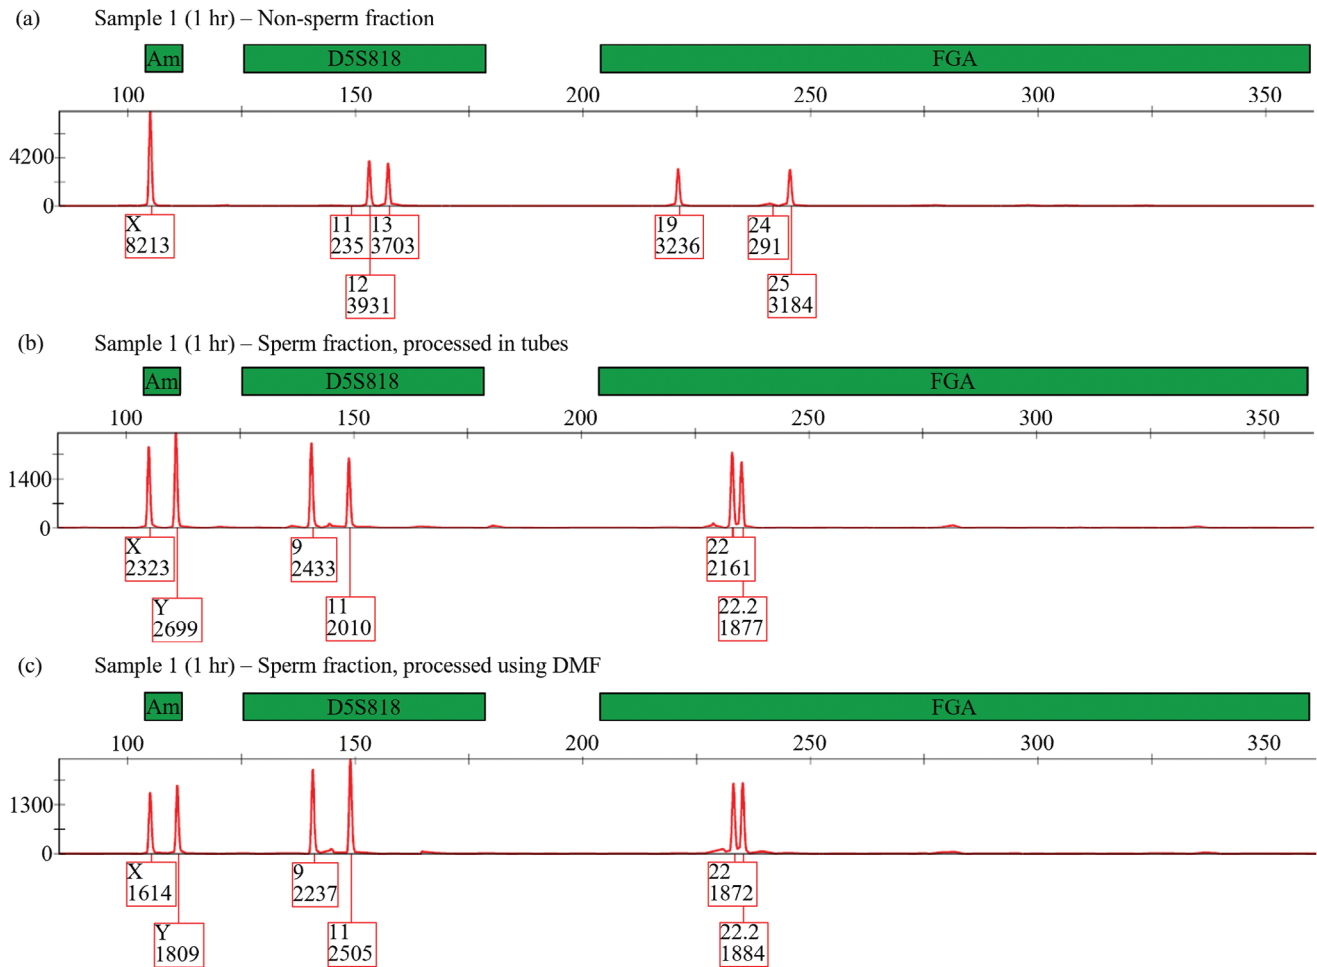 (a) Sample 1 (1 hr) – Non-sperm fraction
Am D5S818 FGA
100 150 200 250 300 350
4200
0
X 11 13 19 24
8213 235 3703 3236 291
12 25
3931 3184
(b) Sample 1 (1 hr) – Sperm fraction, processed in tubes
Am D5S818 FGA
100 150 200 250 300 350
1400
0
X 9 22
2323 2433 2161
Y 11 22.2
2699 2010 1877
(c) Sample 1 (1 hr) – Sperm fraction, processed using DMF
Am D5S818 FGA
100 150 200 250 300 350
1300
0
X 9 22
1614 2237 1872
Y 11 22.2
1809 2505 1884